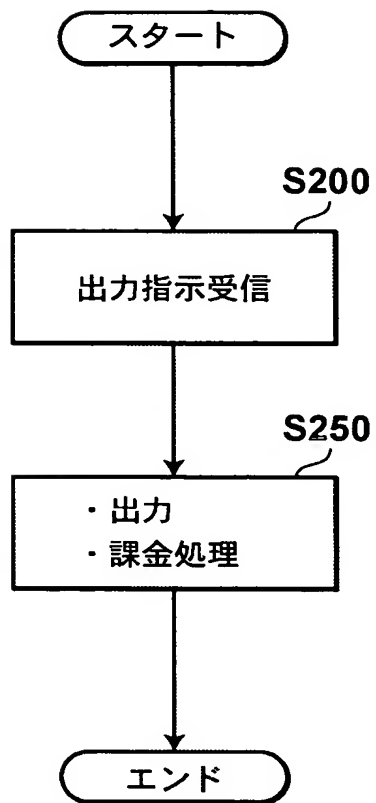 スタート
S200
出力指示受信
S250
・出力
・課金処理
エンド